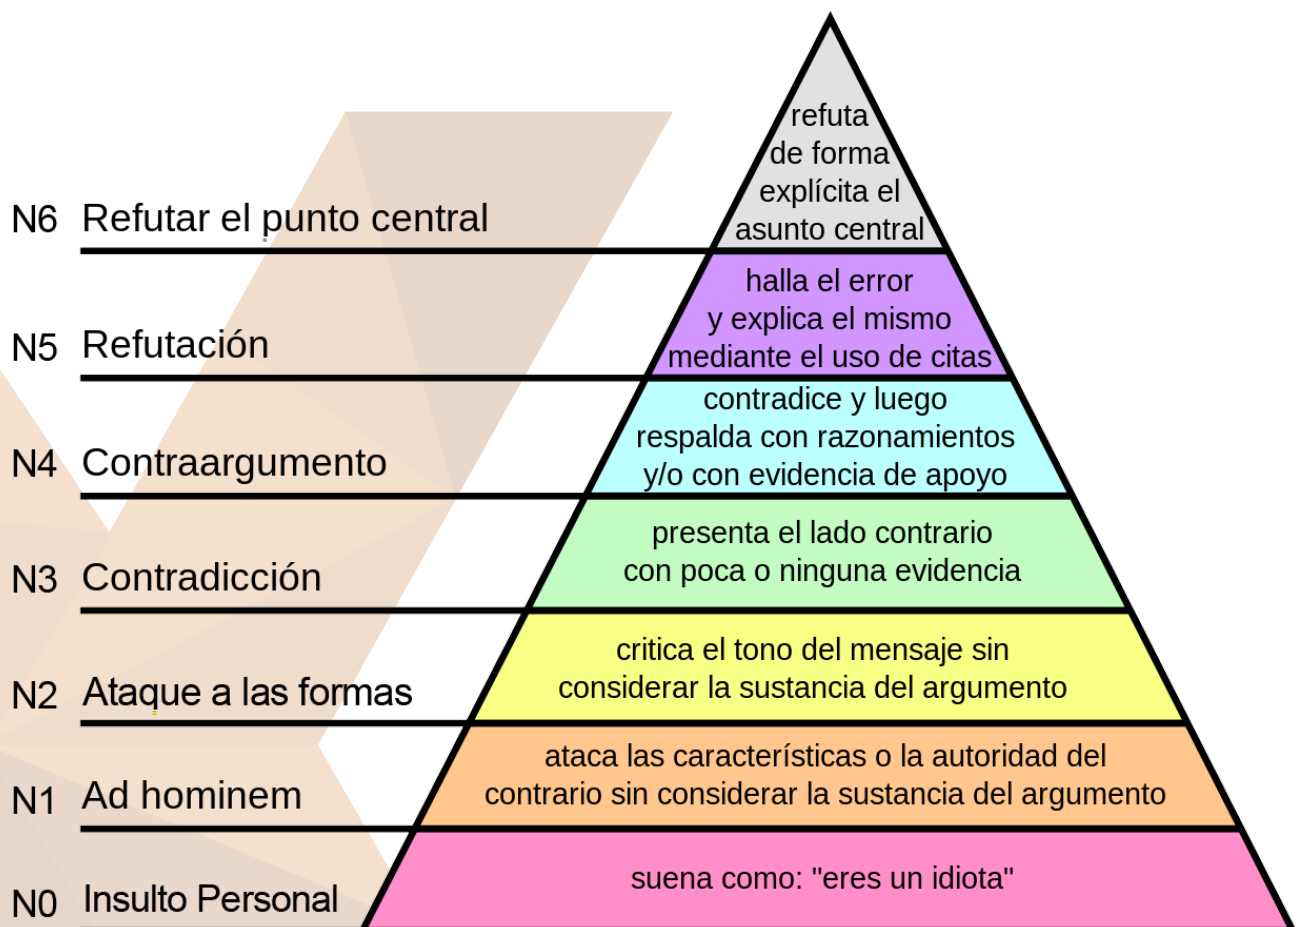 refuta
de forma
explícita el
asunto central
N6 Refutar el punto central
halla el error
y explica el mismo
mediante el uso de citas
N5 Refutación
contradice y luego
respalda con razonamientos
y/o con evidencia de apoyo
N4 Contraargumento
presenta el lado contrario
con poca o ninguna evidencia
N3 Contradicción
critica el tono del mensaje sin
considerar la sustancia del argumento
N2 Ataque a las formas
ataca las características o la autoridad del
contrario sin considerar la sustancia del argumento
N1 Ad hominem
suena como: "eres un idiota"
N0 Insulto Personal